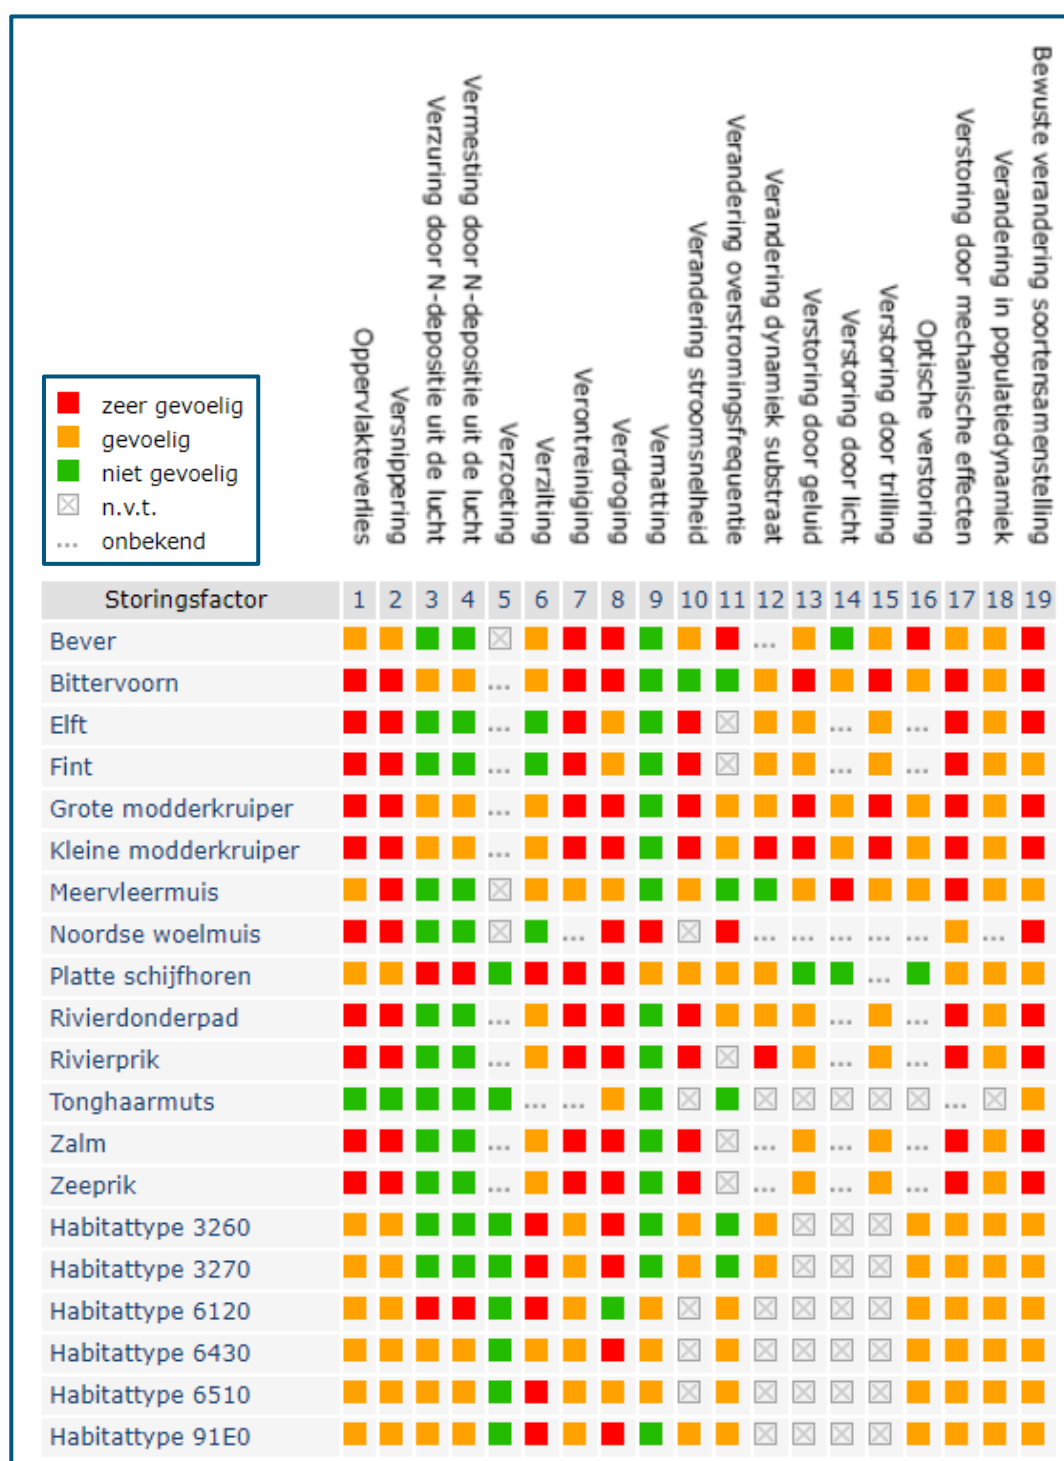 Oppervlakteverlies
Versnippering
Verzuring door N-depositie uit de lucht
Vermesting door N-depositie uit de lucht
Verzoeting
Verzilting
Verontreiniging
Verdroging
Vernatting
Verandering stroomsnelheid
Verandering overstromingsfrequentie
Verandering dynamiek substraat
Verstoring door geluid
Verstoring door licht
Verstoring door trilling
Optische verstoring
Verstoring door mechanische effecten
Verandering in populatiedynamiek
Bewuste verandering soortensamenstelling
zeer gevoelig
gevoelig
niet gevoelig
n.v.t.
... onbekend
Storingsfactor 1 2 3 4 5 6 7 8 9 10 11 12 13 14 15 16 17 18 19
Bever ...
Bittervoorn ...
Elft ... ... ...
Fint ... ... ...
Grote modderkruiper ...
Kleine modderkruiper ...
Meervleermuis
Noordse woelmuis ... ... ... ... ... ... ...
Platte schijfhoren ...
Rivierdonderpad ... ... ...
Rivierprik ... ... ...
Tonghaarmuts ... ... ...
Zalm ... ... ... ...
Zeeprik ... ... ... ...
Habitattype 3260
Habitattype 3270
Habitattype 6120
Habitattype 6430
Habitattype 6510
Habitattype 91E0